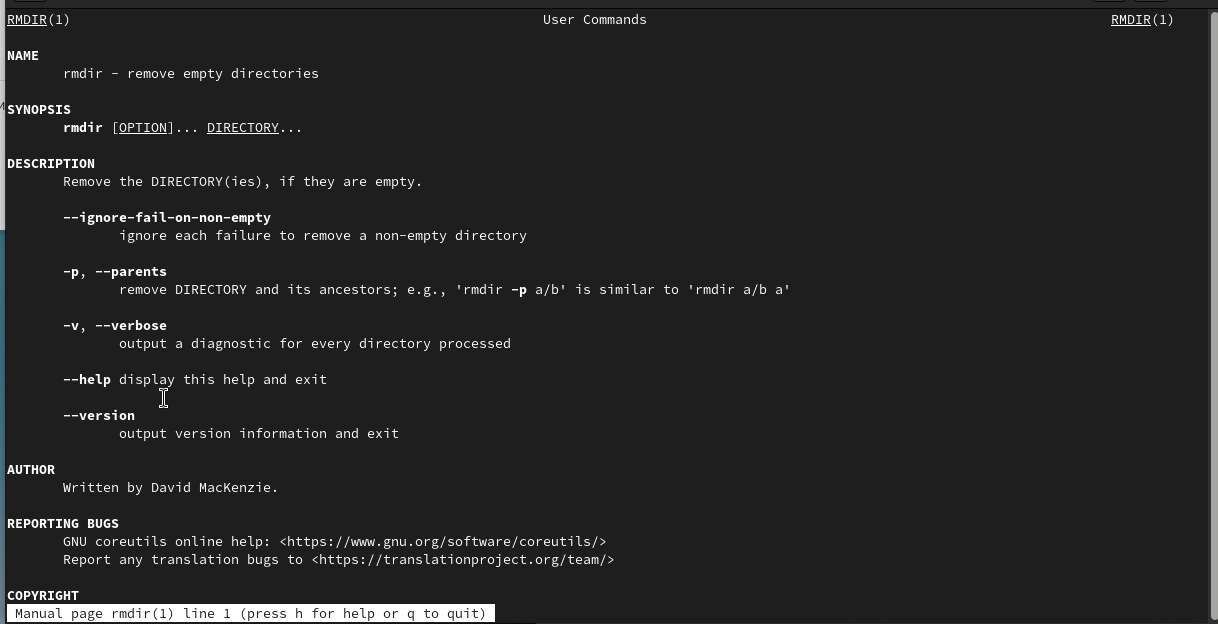 RMDIR(1) User Commands RMDIR(1)
NAME
rmdir - remove empty directories
SYNOPSIS
rmdir [OPTION]... DIRECTORY...
DESCRIPTION
Remove the DIRECTORY(ies), if they are empty.
--ignore-fail-on-non-empty
ignore each failure to remove a non-empty directory
-p, --parents
remove DIRECTORY and its ancestors; e.g., 'rmdir -p a/b' is similar to 'rmdir a/b a'
-v, --verbose
output a diagnostic for every directory processed
--help display this help and exit
--version
output version information and exit
AUTHOR
Written by David MacKenzie.
REPORTING BUGS
GNU coreutils online help: <https://www.gnu.org/software/coreutils/>
Report any translation bugs to <https://translationproject.org/team/>
COPYRIGHT
Manual page rmdir(1) line 1 (press h for help or q to quit)